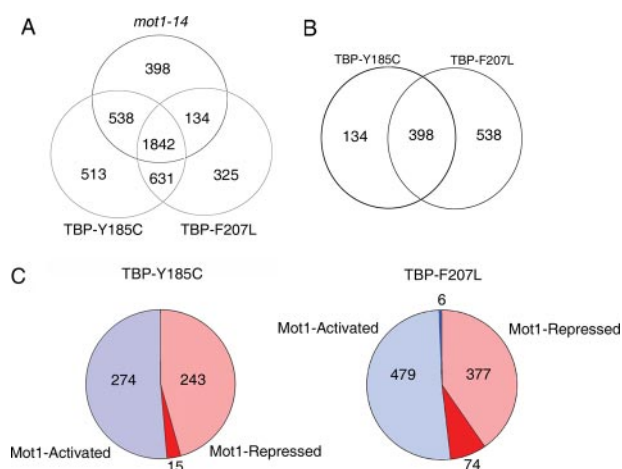 A
mot1-14
398
538
134
1842
513
631
325
TBP-Y185C
TBP-F207L
B
TBP-Y185C
TBP-F207L
134
398
538
C
TBP-Y185C
Mot1-Activated
274
243
Mot1-Repressed
15
TBP-F207L
6
Mot1-Activated
Mot1-Repressed
479
377
74